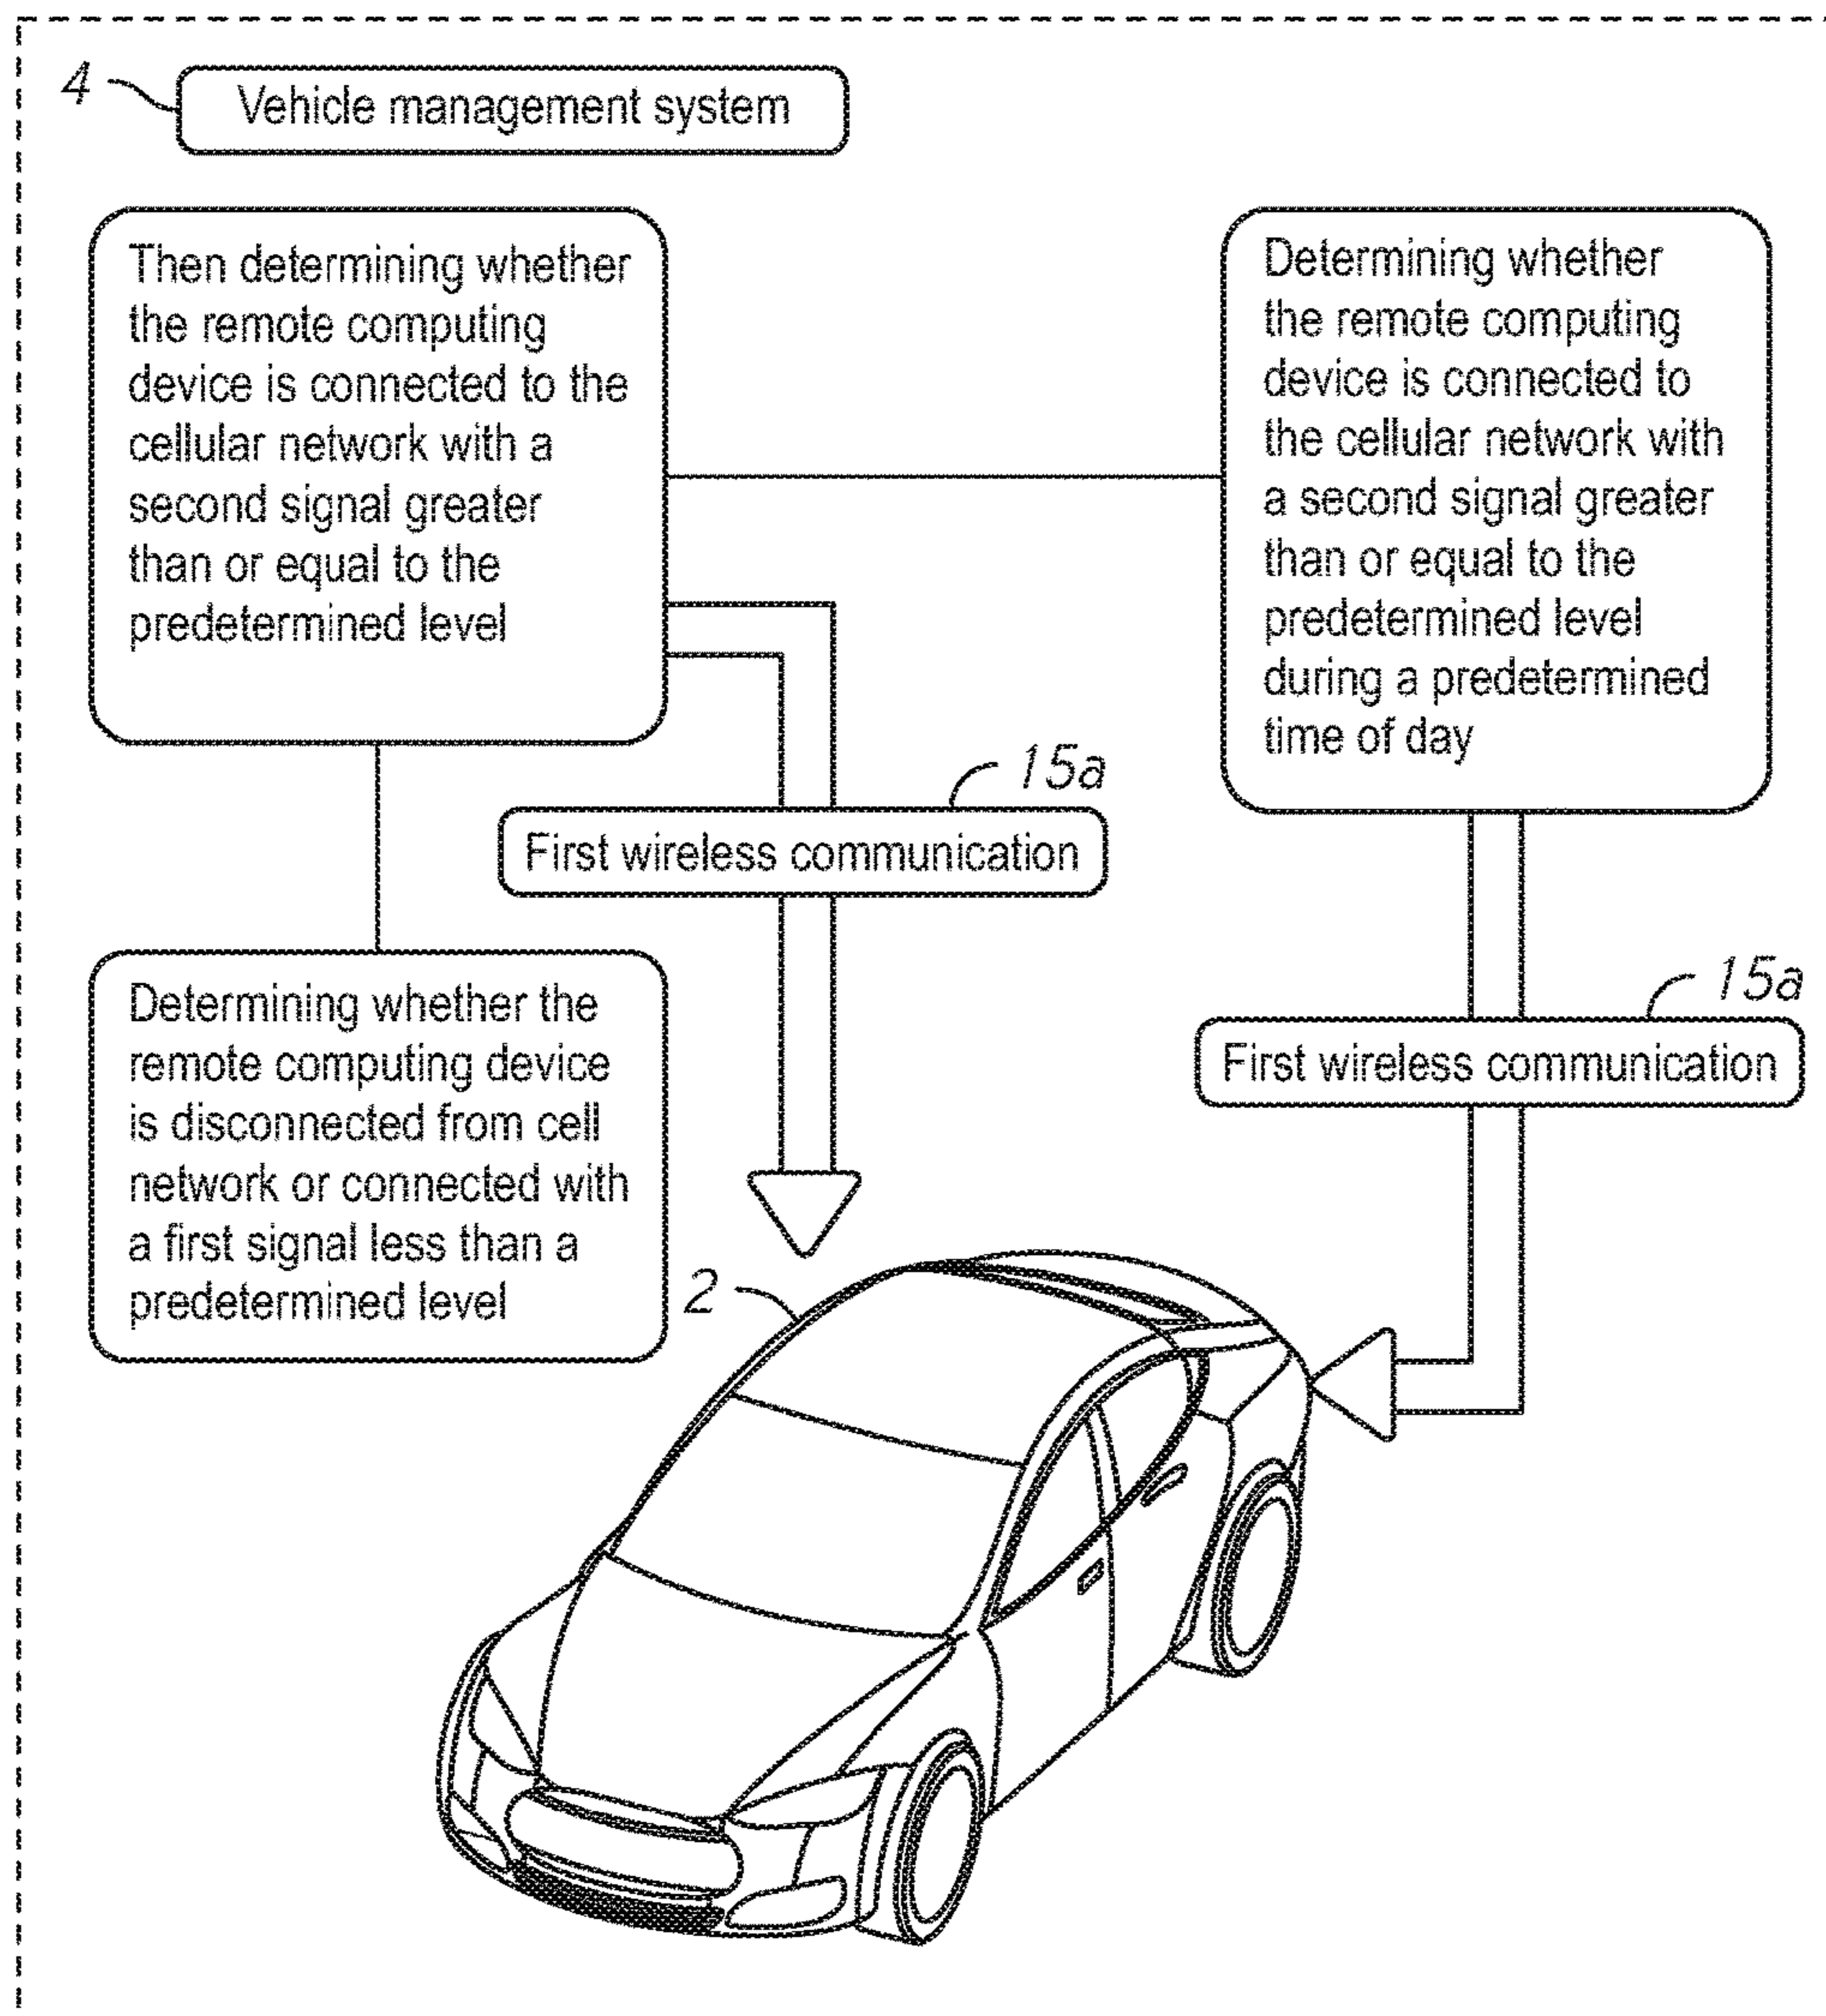 4
Vehicle management system
Then determining whether
the remote computing
device is connected to the
cellular network with a
second signal greater
than or equal to the
predetermined level
Determining whether
the remote computing
device is connected to
the cellular network with
a second signal greater
than or equal to the
predetermined level
during a predetermined
time of day
15a
First wireless communication
Determining whether the
remote computing device
is disconnected from cell
network or connected with
a first signal less than a
predetermined level
15a
First wireless communication
2